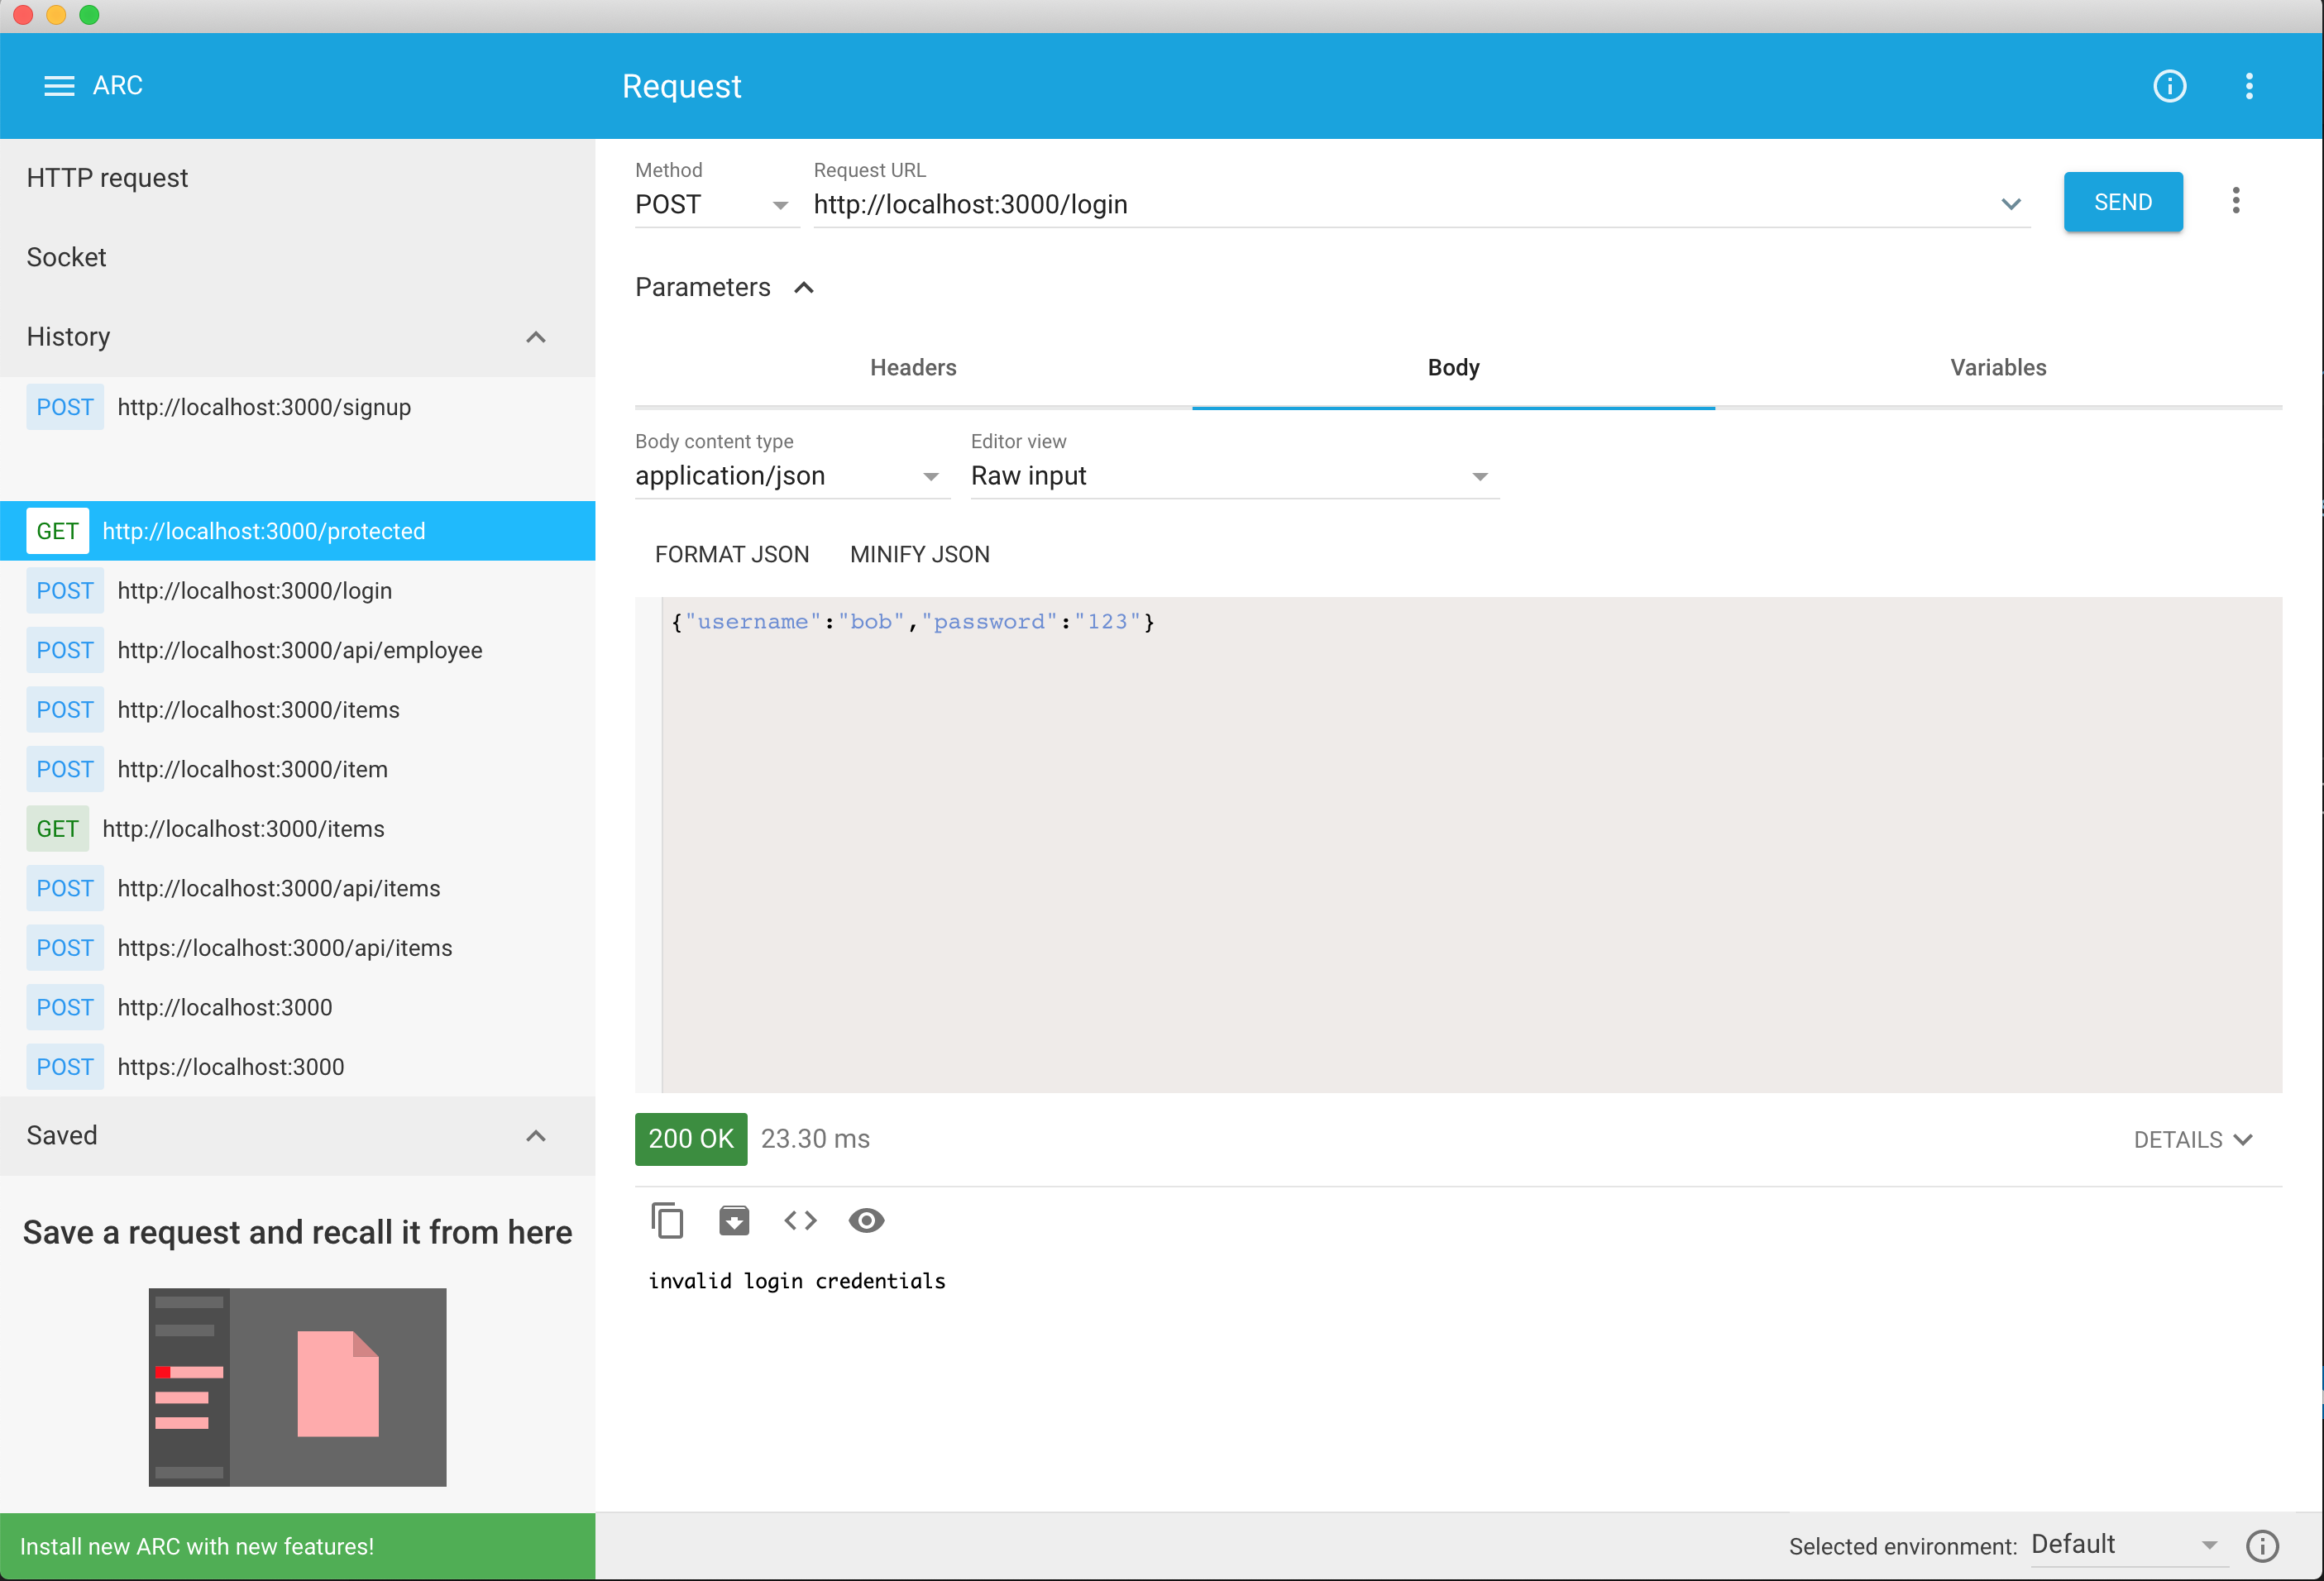 ARC
Request
HTTP request
Socket
History
POST http://localhost:3000/signup
GET http://localhost:3000/protected
POST http://localhost:3000/login
POST http://localhost:3000/api/employee
POST http://localhost:3000/items
POST http://localhost:3000/item
GET http://localhost:3000/items
POST http://localhost:3000/api/items
POST https://localhost:3000/api/items
POST http://localhost:3000
POST https://localhost:3000
Saved
Save a request and recall it from here
Install new ARC with new features!
Method
POST
Request URL
http://localhost:3000/login
SEND
Parameters
Headers Body Variables
Body content type
application/json
Editor view
Raw input
FORMAT JSON MINIFY JSON
{"username":"bob","password":"123"}
200 OK 23.30 ms DETAILS
invalid login credentials
Selected environment: Default